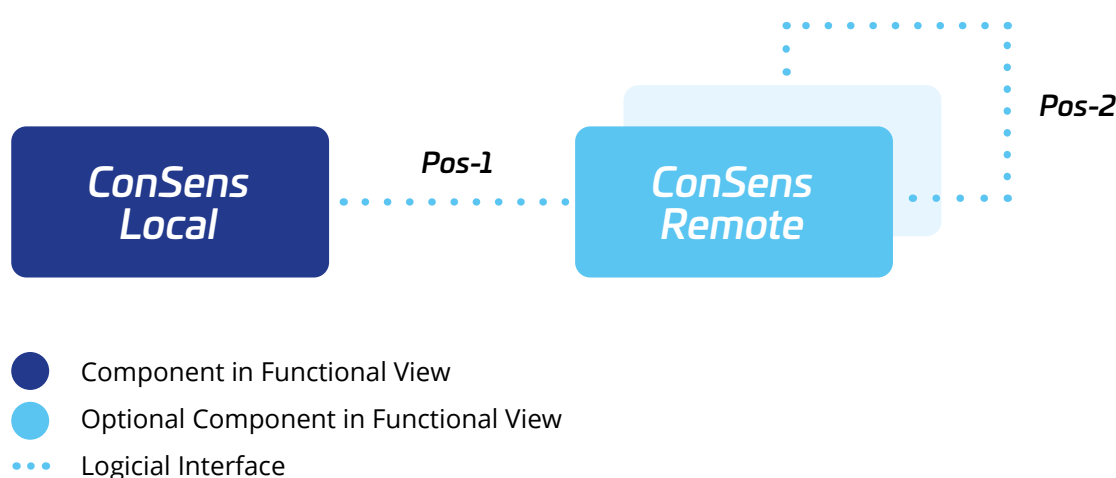 Pos-2
ConSens
Local
Pos-1
ConSens
Remote
Component in Functional View
Optional Component in Functional View
Logicial Interface